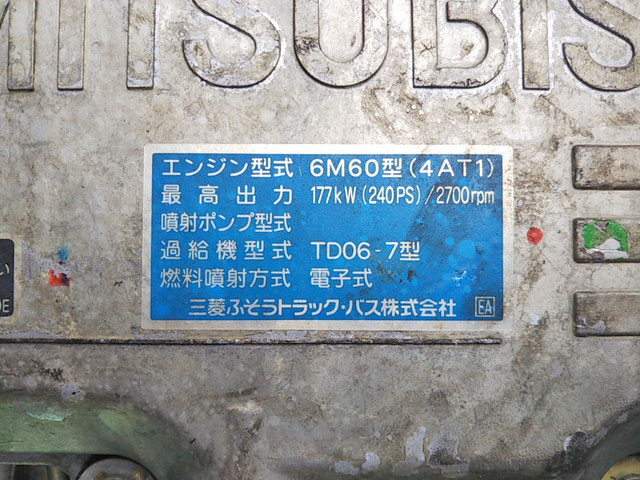 MITSUBIS
エンジン型式 6M60型(4AT1)
最高出力 177kW(240PS)/2700rpm
噴射ポンプ型式
過給機型式 TD06-7型
燃料噴射方式 電子式
三菱ふそうトラック・バス株式会社 EA
い
DE